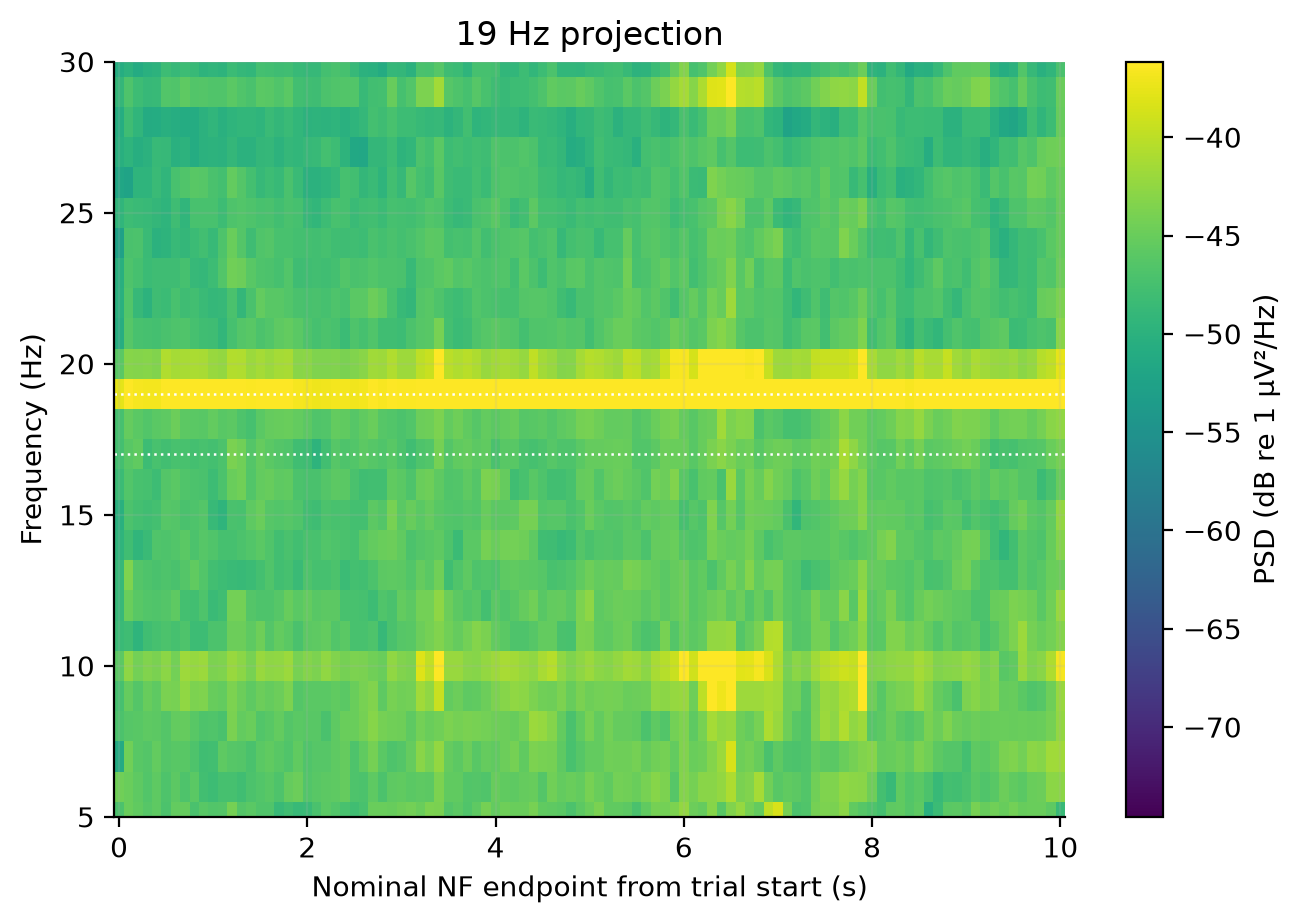 19 Hz projection
30
25
20
15
10
5
Frequency (Hz)
0 2 4 6 8 10
Nominal NF endpoint from trial start (s)
−40
−45
−50
−55
−60
−65
−70
PSD (dB re 1 µV²/Hz)